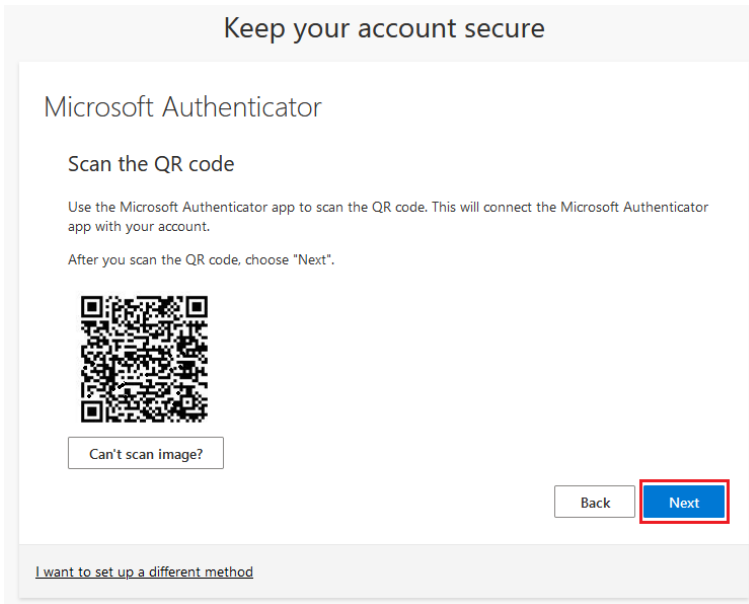 Keep your account secure
Microsoft Authenticator
Scan the QR code
Use the Microsoft Authenticator app to scan the QR code. This will connect the Microsoft Authenticator
app with your account.
After you scan the QR code, choose "Next".
Can't scan image?
Back Next
I want to set up a different method